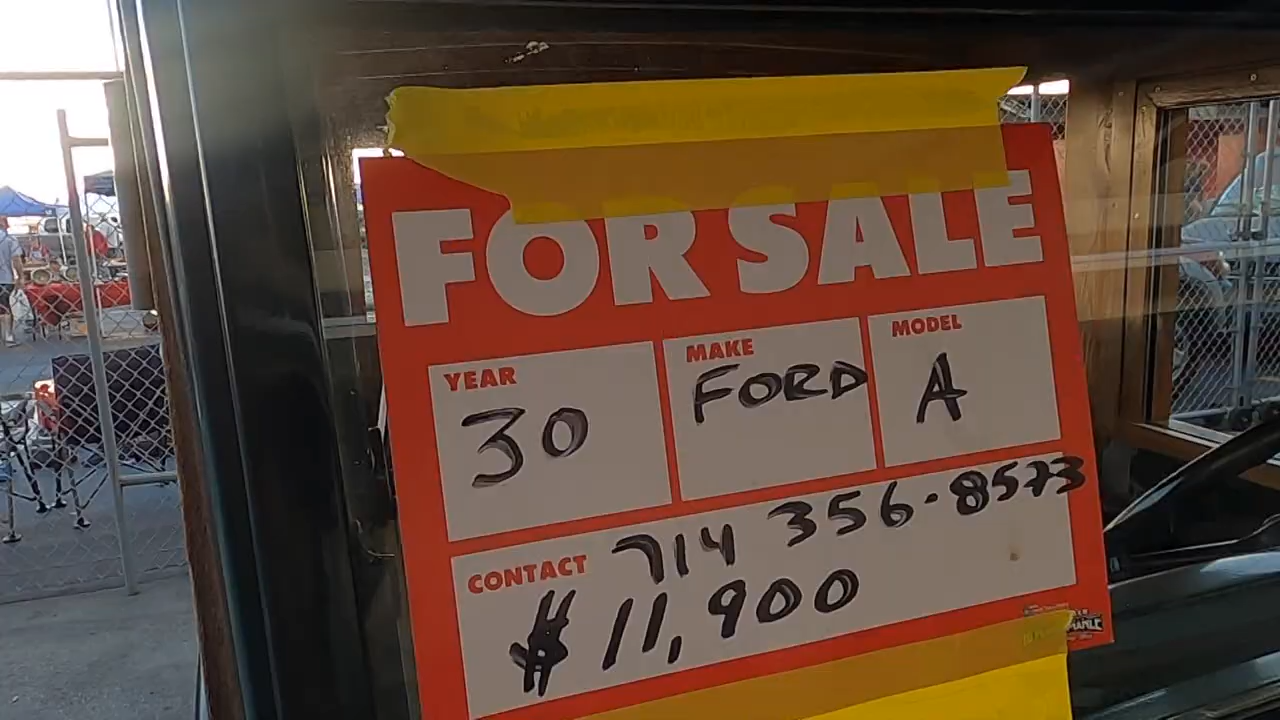 FOR SALE
YEAR MAKE MODEL
30 FORD A
CONTACT 714 356-8573
$11,900